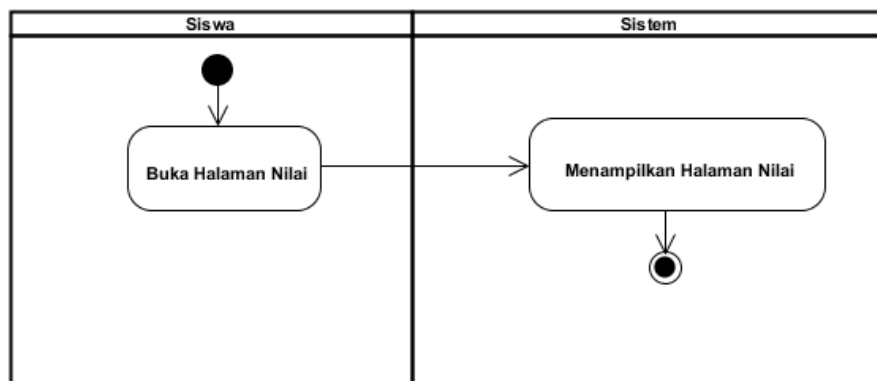 Siswa
Sistem
Buka Halaman Nilai
Menampilkan Halaman Nilai